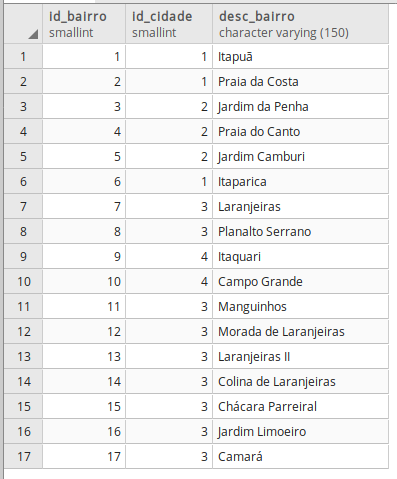 id_bairro id_cidade desc_bairro
smallint smallint character varying (150)
1 1 1 Itapuã
2 2 1 Praia da Costa
3 3 2 Jardim da Penha
4 4 2 Praia do Canto
5 5 2 Jardim Camburi
6 6 1 Itaparica
7 7 3 Laranjeiras
8 8 3 Planalto Serrano
9 9 4 Itaquari
10 10 4 Campo Grande
11 11 3 Manguinhos
12 12 3 Morada de Laranjeiras
13 13 3 Laranjeiras II
14 14 3 Colina de Laranjeiras
15 15 3 Chácara Parreiral
16 16 3 Jardim Limoeiro
17 17 3 Camará